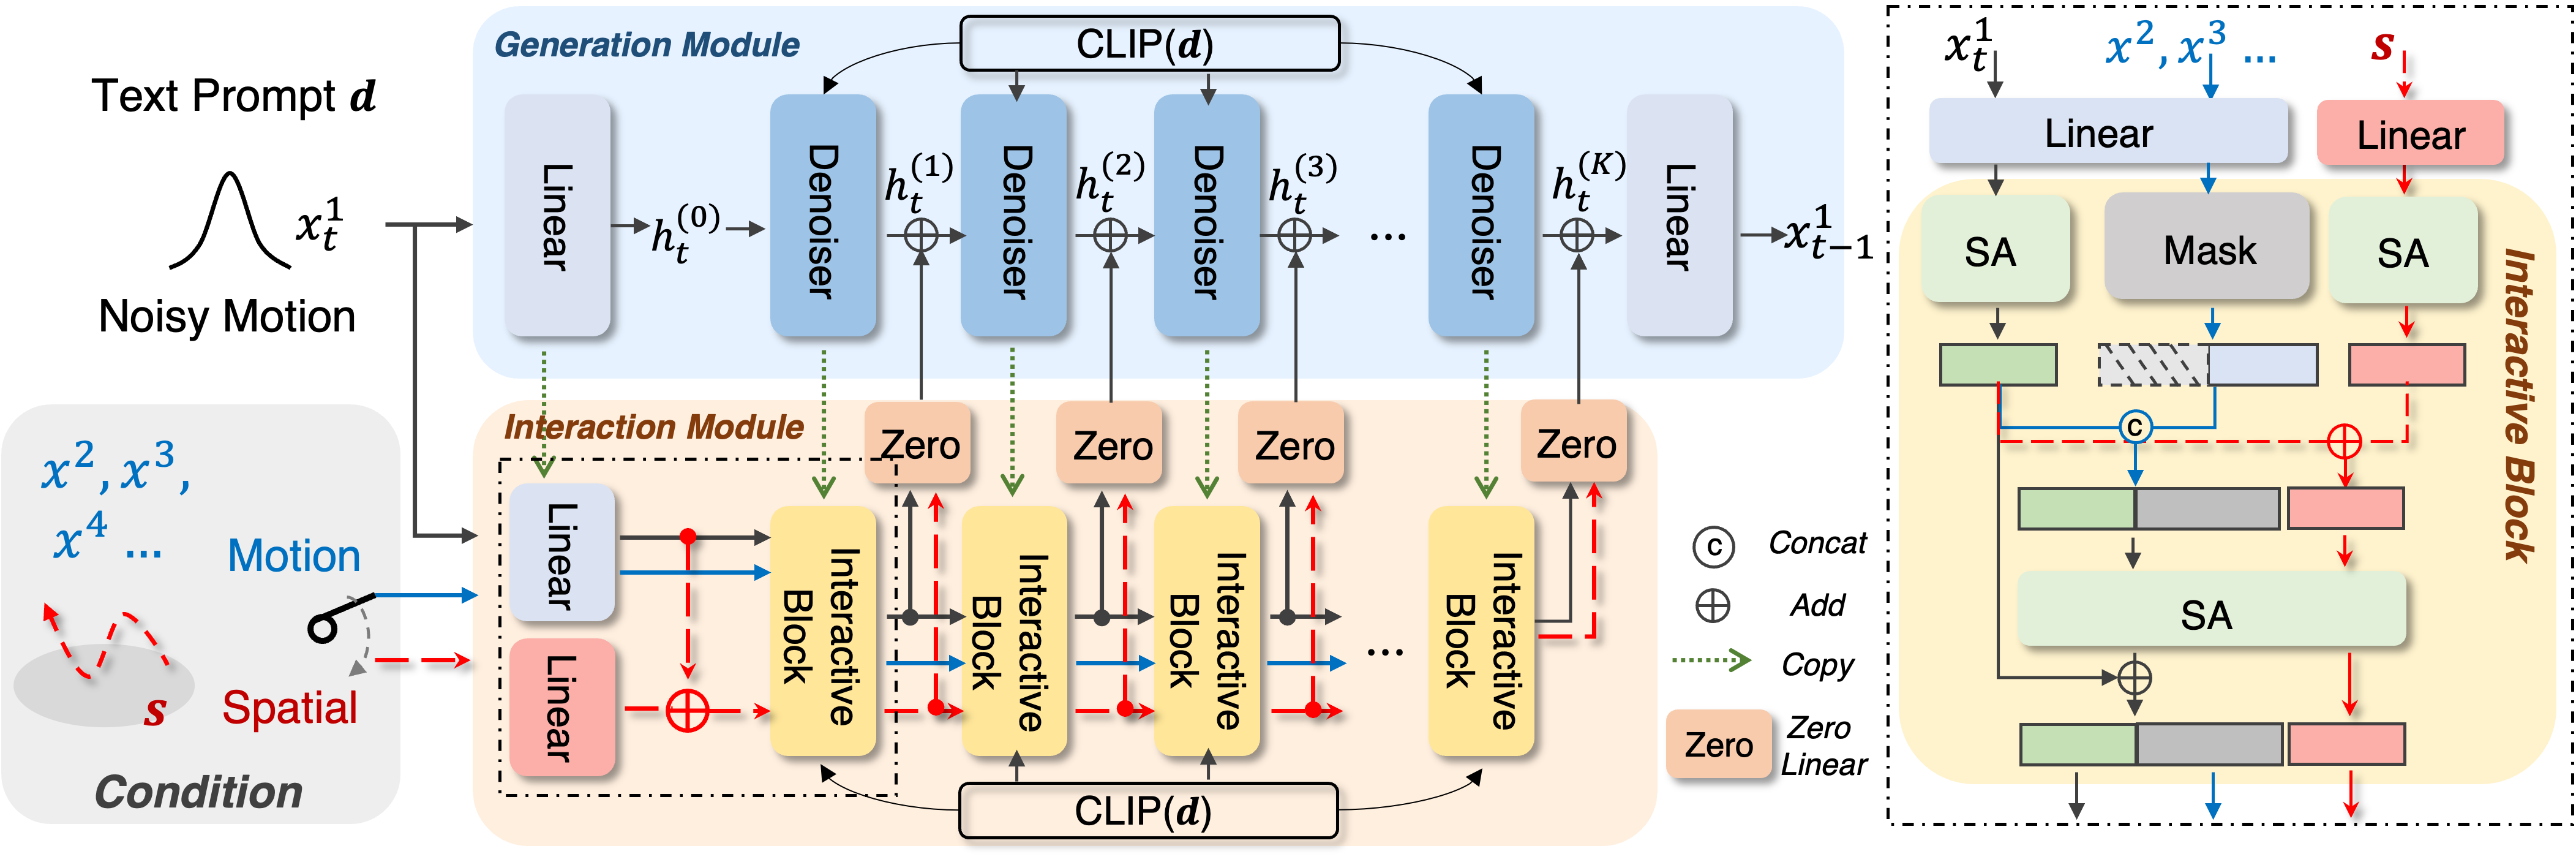 Text Prompt d
x_t^1
Noisy Motion
x^2, x^3,
x^4 ...
Motion
s
Spatial
Condition
Generation Module
CLIP(d)
Linear
h_t^(0)
Denoiser
h_t^(1)
Denoiser
h_t^(2)
Denoiser
h_t^(3)
...
Denoiser
h_t^(K)
Linear
x_{t-1}^1
Interaction Module
Zero
Zero
Zero
Zero
Linear
Linear
Interactive
Block
Interactive
Block
Interactive
Block
...
Interactive
Block
CLIP(d)
C Concat
Add
Copy
Zero
Zero
Linear
x_t^1
x^2, x^3 ...
s
Linear
Linear
SA
Mask
SA
C
SA
Interactive Block